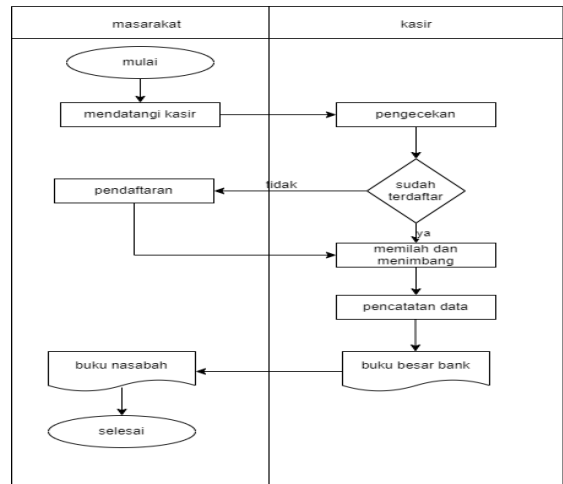 masarakat
kasir
mulai
mendatangi kasir
pengecekan
pendaftaran
tidak
sudah
terdaftar
ya
memilah dan
menimbang
pencatatan data
buku nasabah
buku besar bank
selesai